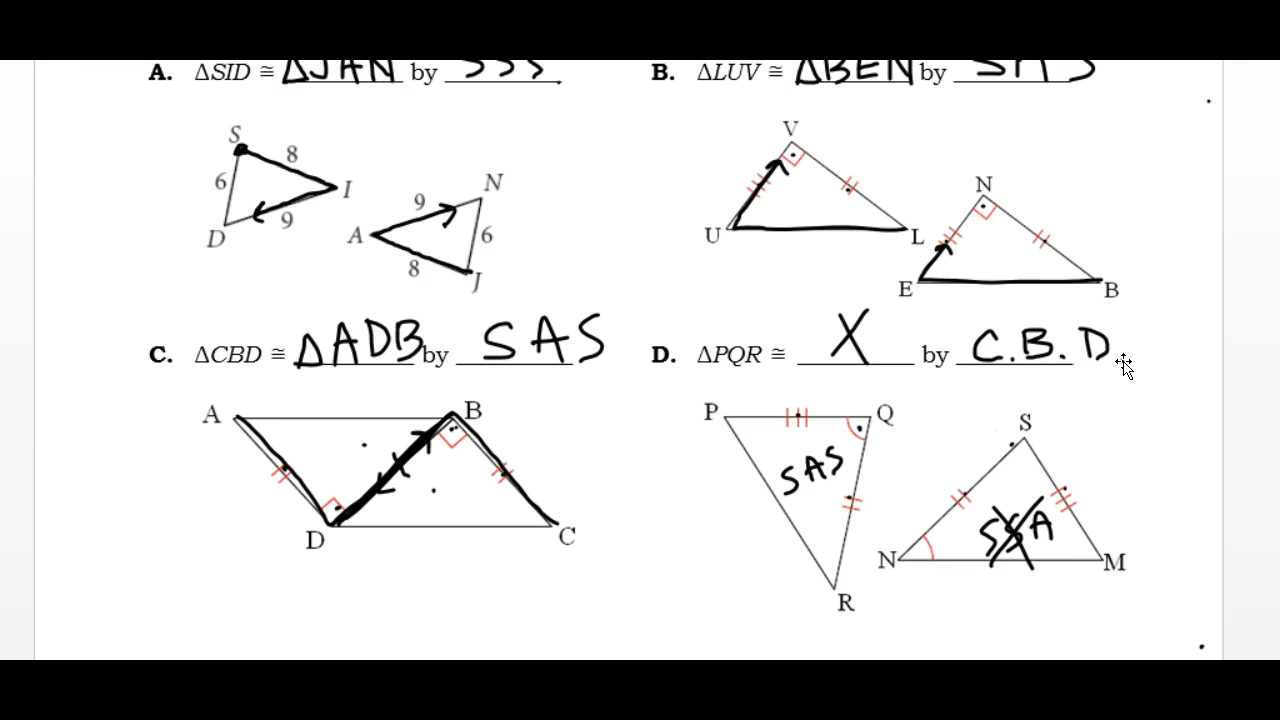 A. ΔSID ≅ ΔJAN by SSS.
B. ΔLUV ≅ ΔBEN by SAS
S
8
6
I
9
D
N
9
A
6
8
J
V
U
L
N
E
B
C. ΔCBD ≅ ΔADB by SAS
D. ΔPQR ≅ X by C.B.D
A
B
D
C
P
Q
SAS
R
S
SSA
N
M